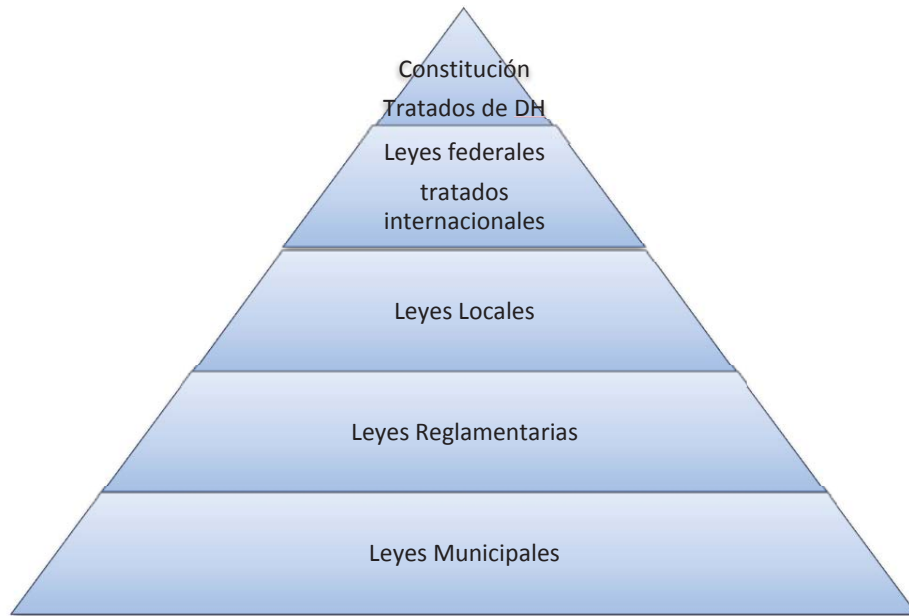 Constitución
Tratados de DH
Leyes federales
tratados
internacionales
Leyes Locales
Leyes Reglamentarias
Leyes Municipales